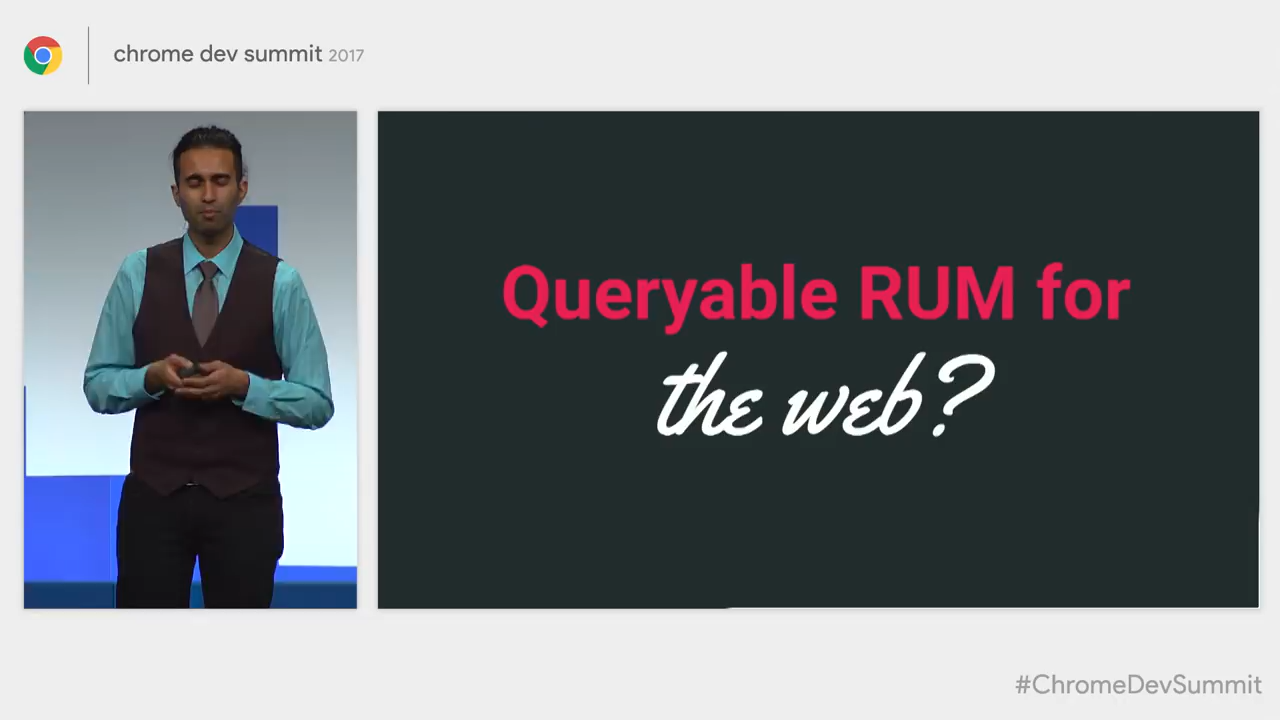 chrome dev summit 2017
Queryable RUM for
the web?
#ChromeDevSummit